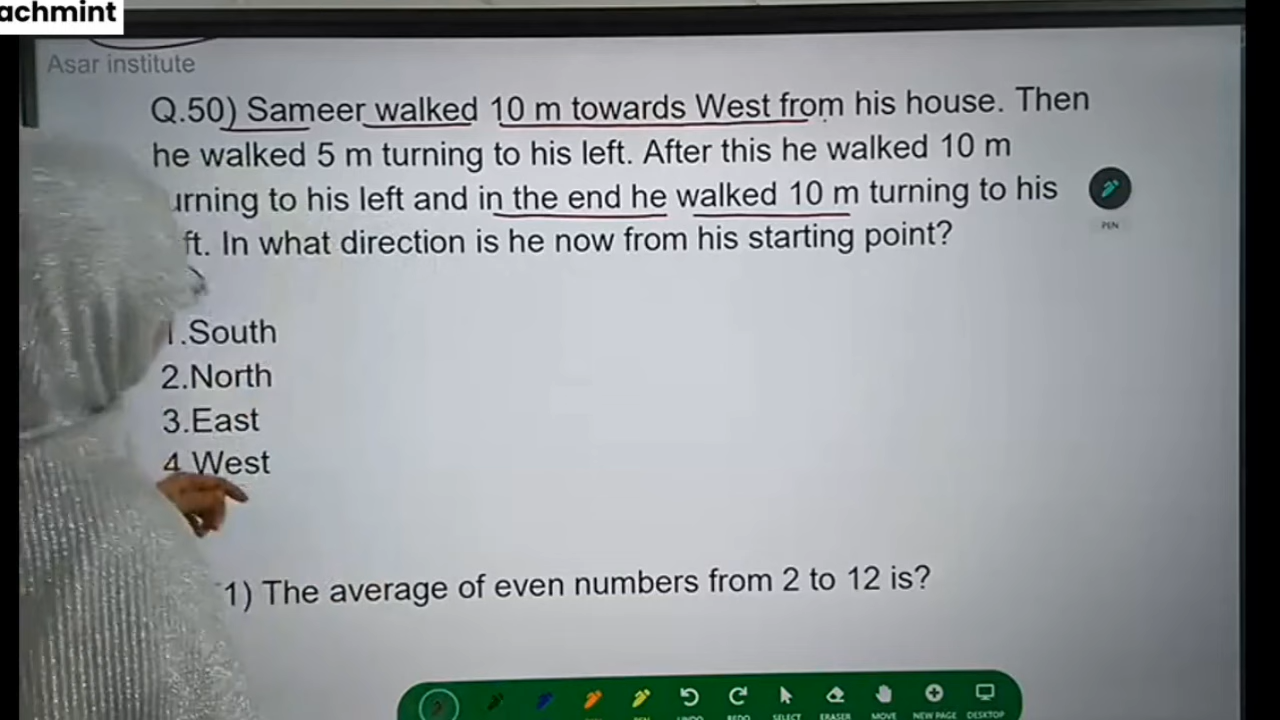 achmint
Asar institute
Q.50) Sameer walked 10 m towards West from his house. Then
he walked 5 m turning to his left. After this he walked 10 m
urning to his left and in the end he walked 10 m turning to his
ft. In what direction is he now from his starting point?
1.South
2.North
3.East
4.West
1) The average of even numbers from 2 to 12 is?
PEN
UNDO REDO SELECT ERASER MOVE NEW PAGE DESKTOP